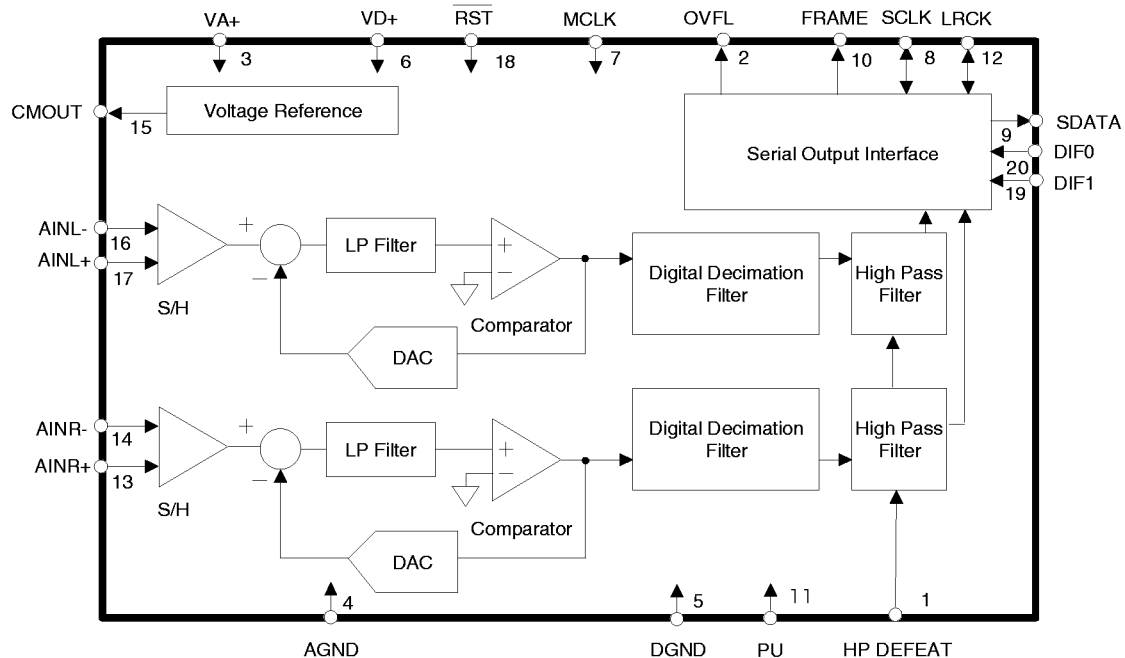 VA+ VD+ RST MCLK OVFL FRAME SCLK LRCK
3 6 18 7 2 10 8 12
CMOUT
15
Voltage Reference
Serial Output Interface
SDATA
9
DIF0
20
DIF1
19
AINL-
16
AINL+
17
S/H
+
−
LP Filter
+
−
Comparator
DAC
Digital Decimation
Filter
High Pass
Filter
AINR-
14
AINR+
13
S/H
+
−
LP Filter
+
−
Comparator
DAC
Digital Decimation
Filter
High Pass
Filter
4 5 11 1
AGND DGND PU HP DEFEAT